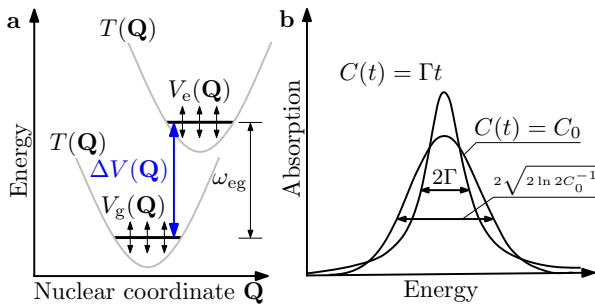 a
T(Q)
V_e(Q)
T(Q)
ΔV(Q)
ω_eg
V_g(Q)
Energy
Nuclear coordinate Q
b
C(t) = Γt
C(t) = C_0
2Γ
2√(2 ln 2C_0^{-1})
Absorption
Energy